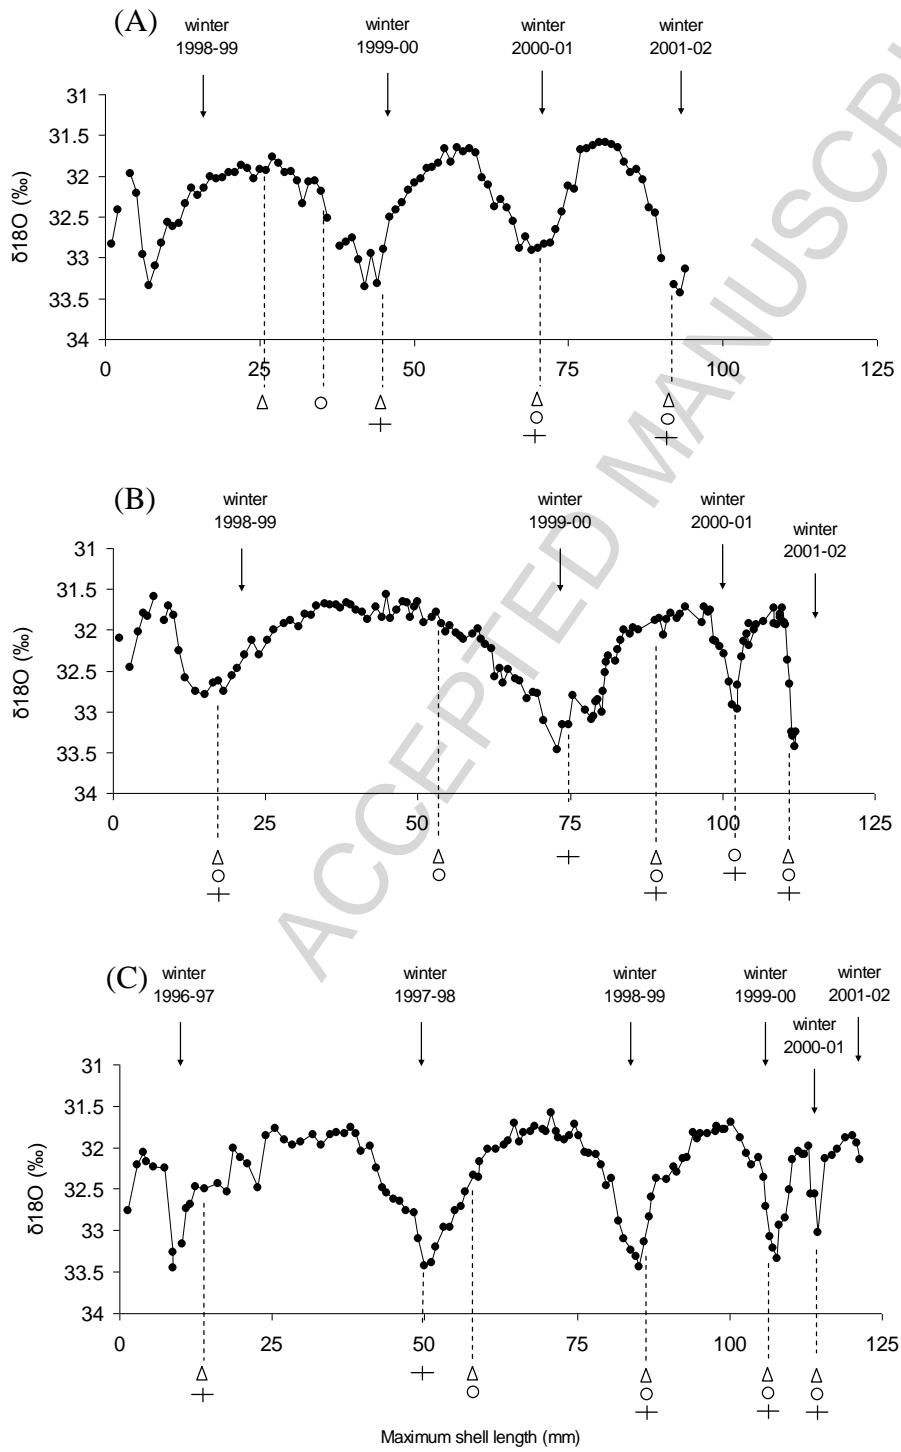 (A)
winter
1998-99
winter
1999-00
winter
2000-01
winter
2001-02
31
31.5
32
32.5
33
33.5
34
δ18O (‰)
0
25
50
75
100
125
(B)
winter
1998-99
winter
1999-00
winter
2000-01
winter
2001-02
31
31.5
32
32.5
33
33.5
34
δ18O (‰)
0
25
50
75
100
125
(C)
winter
1996-97
winter
1997-98
winter
1998-99
winter
1999-00
winter
2001-02
winter
2000-01
31
31.5
32
32.5
33
33.5
34
δ18O (‰)
0
25
50
75
100
125
Maximum shell length (mm)
ACCEPTED MANUSCRI